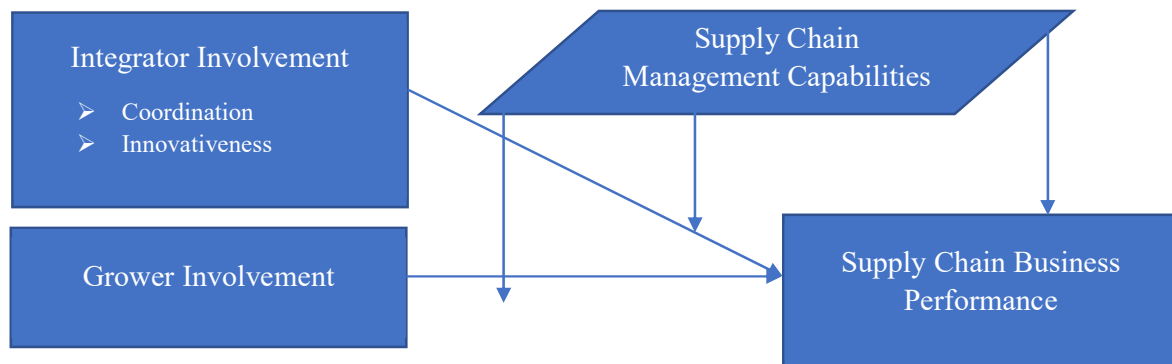 Integrator Involvement
➢ Coordination
➢ Innovativeness
Supply Chain
Management Capabilities
Grower Involvement
Supply Chain Business
Performance